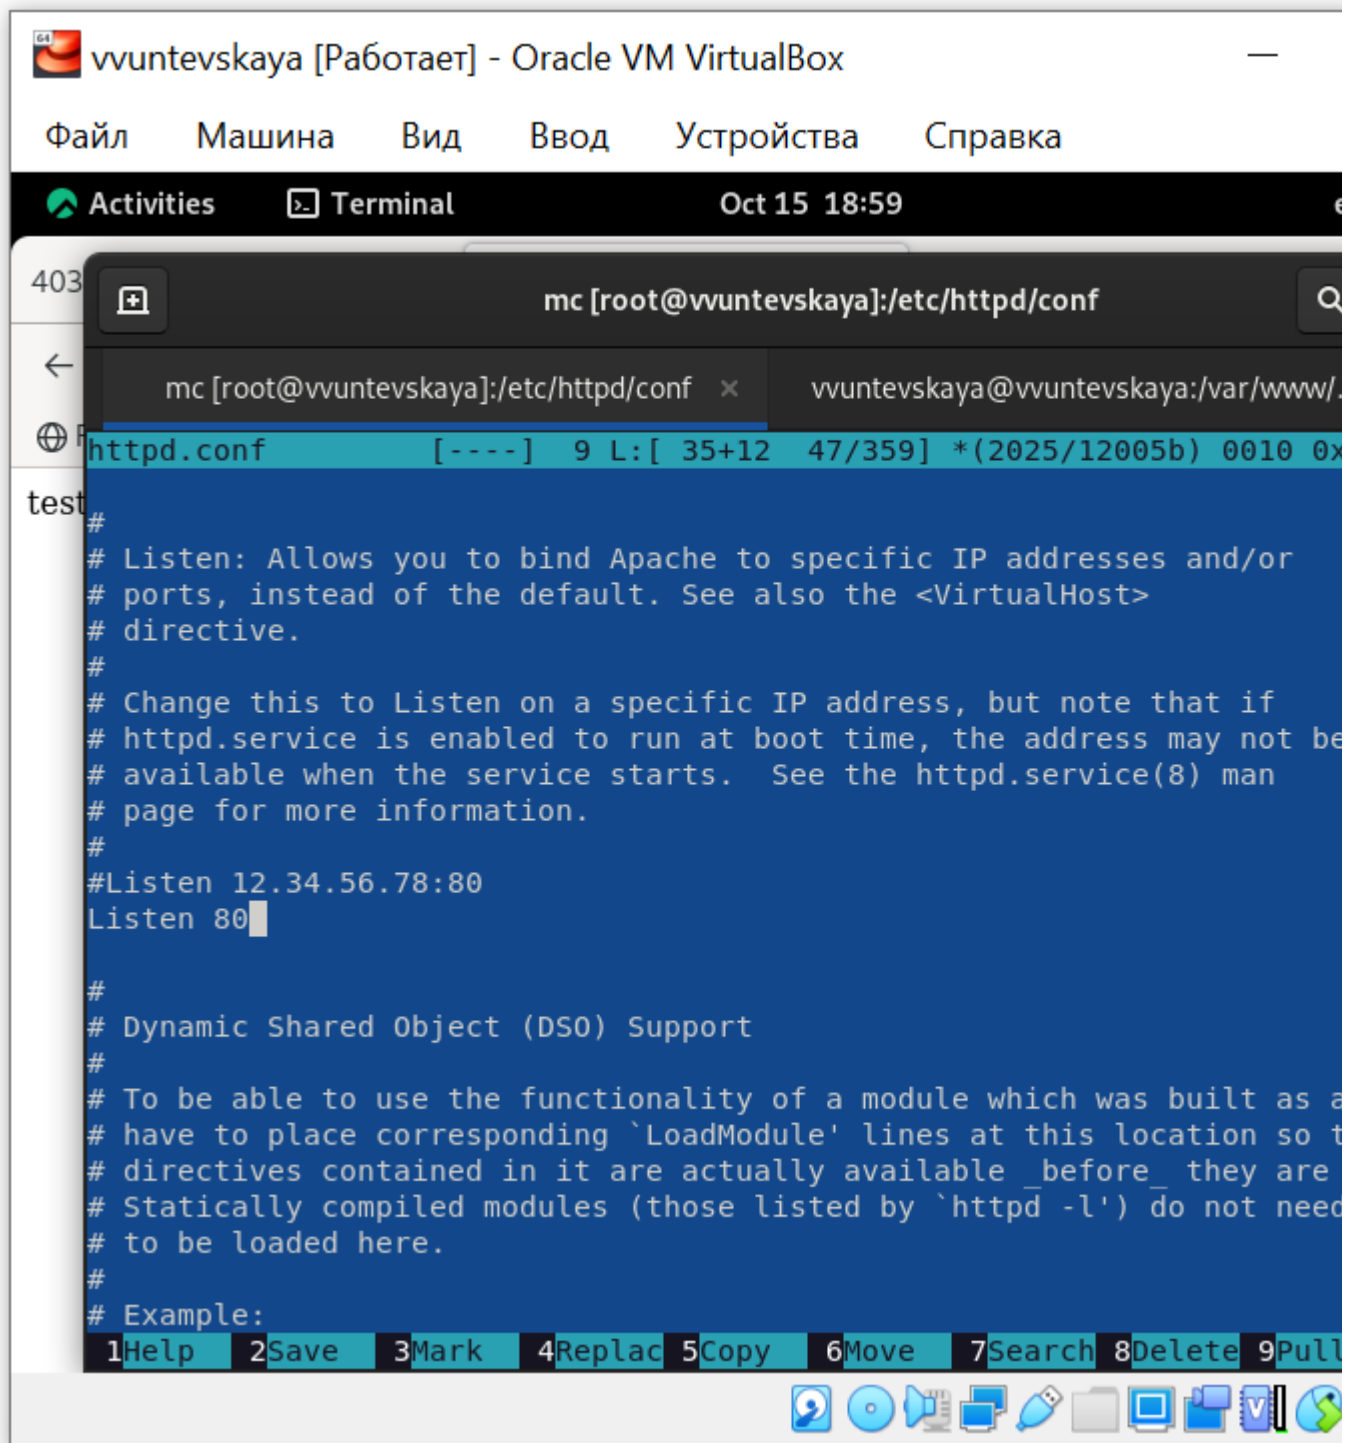 vvuntevskaya [Работает] - Oracle VM VirtualBox
Файл Машина Вид Ввод Устройства Справка
Activities Terminal Oct 15 18:59
403
mc [root@vvuntevskaya]:/etc/httpd/conf
mc [root@vvuntevskaya]:/etc/httpd/conf × vvuntevskaya@vvuntevskaya:/var/www/.
httpd.conf [----] 9 L:[ 35+12 47/359] *(2025/12005b) 0010 0x
test
#
# Listen: Allows you to bind Apache to specific IP addresses and/or
# ports, instead of the default. See also the <VirtualHost>
# directive.
#
# Change this to Listen on a specific IP address, but note that if
# httpd.service is enabled to run at boot time, the address may not be
# available when the service starts.  See the httpd.service(8) man
# page for more information.
#
#Listen 12.34.56.78:80
Listen 80
#
# Dynamic Shared Object (DSO) Support
#
# To be able to use the functionality of a module which was built as a
# have to place corresponding `LoadModule' lines at this location so t
# directives contained in it are actually available _before_ they are
# Statically compiled modules (those listed by `httpd -l') do not need
# to be loaded here.
#
# Example:
1Help 2Save 3Mark 4Replac 5Copy 6Move 7Search 8Delete 9Pull